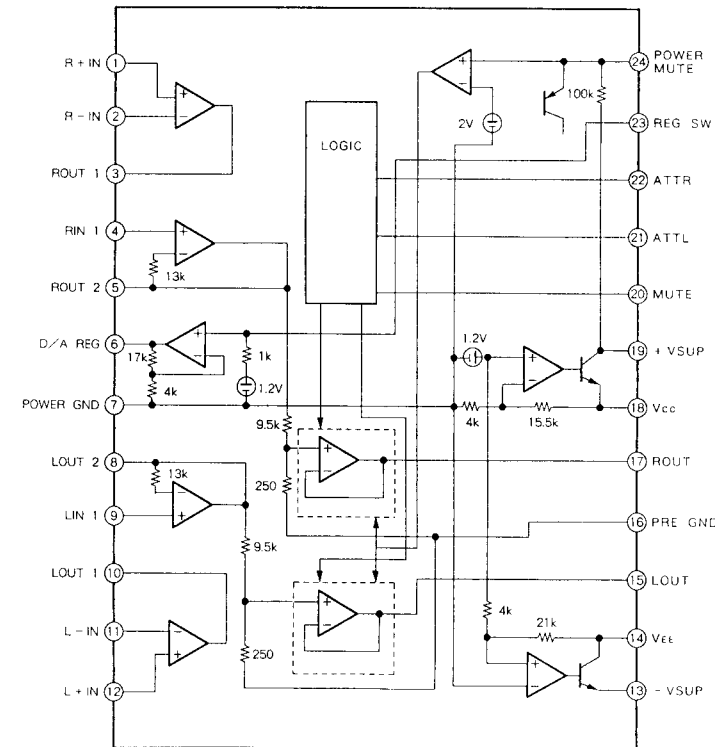 R + IN 1
R − IN 2
ROUT 1 3
RIN 1 4
ROUT 2 5
D/A REG 6
POWER GND 7
LOUT 2 8
LIN 1 9
LOUT 1 10
L − IN 11
L + IN 12
24 POWER MUTE
23 REG SW
22 ATTR
21 ATTL
20 MUTE
19 + VSUP
18 VCC
17 ROUT
16 PRE GND
15 LOUT
14 VEE
13 − VSUP
+
−
+
−
13k
17k
4k
+
−
1k
1.2V
9.5k
250
+
−
13k
−
+
9.5k
250
+
−
−
+
LOGIC
+
−
2V
100k
1.2V
+
−
4k
15.5k
4k
21k
+
−